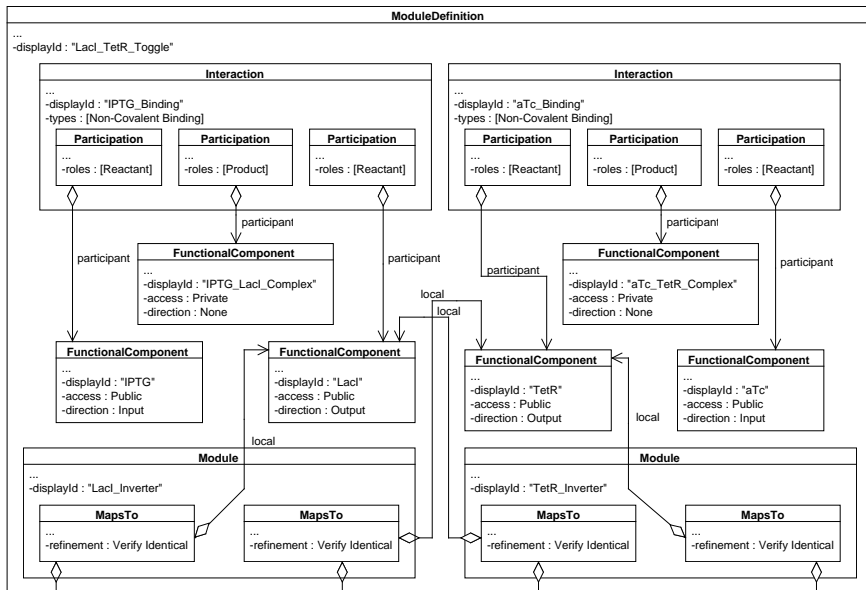 ModuleDefinition
...
-displayId : "LacI_TetR_Toggle"
Interaction
...
-displayId : "IPTG_Binding"
-types : [Non-Covalent Binding]
Participation
...
-roles : [Reactant]
Participation
...
-roles : [Product]
Participation
...
-roles : [Reactant]
Interaction
...
-displayId : "aTc_Binding"
-types : [Non-Covalent Binding]
Participation
...
-roles : [Reactant]
Participation
...
-roles : [Product]
Participation
...
-roles : [Reactant]
participant
participant
participant
participant
participant
participant
FunctionalComponent
...
-displayId : "IPTG_LacI_Complex"
-access : Private
-direction : None
FunctionalComponent
...
-displayId : "aTc_TetR_Complex"
-access : Private
-direction : None
local
local
FunctionalComponent
...
-displayId : "IPTG"
-access : Public
-direction : Input
FunctionalComponent
...
-displayId : "LacI"
-access : Public
-direction : Output
FunctionalComponent
...
-displayId : "TetR"
-access : Public
-direction : Output
FunctionalComponent
...
-displayId : "aTc"
-access : Public
-direction : Input
local
local
Module
...
-displayId : "LacI_Inverter"
MapsTo
...
-refinement : Verify Identical
MapsTo
...
-refinement : Verify Identical
Module
...
-displayId : "TetR_Inverter"
MapsTo
...
-refinement : Verify Identical
MapsTo
...
-refinement : Verify Identical